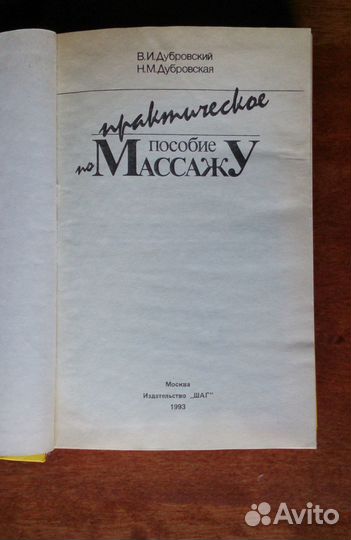 В.И.Дубровский
Н.М.Дубровская
практическое
пособие
по МассажУ
Москва
Издательство „ШАГ"
1993
Avito